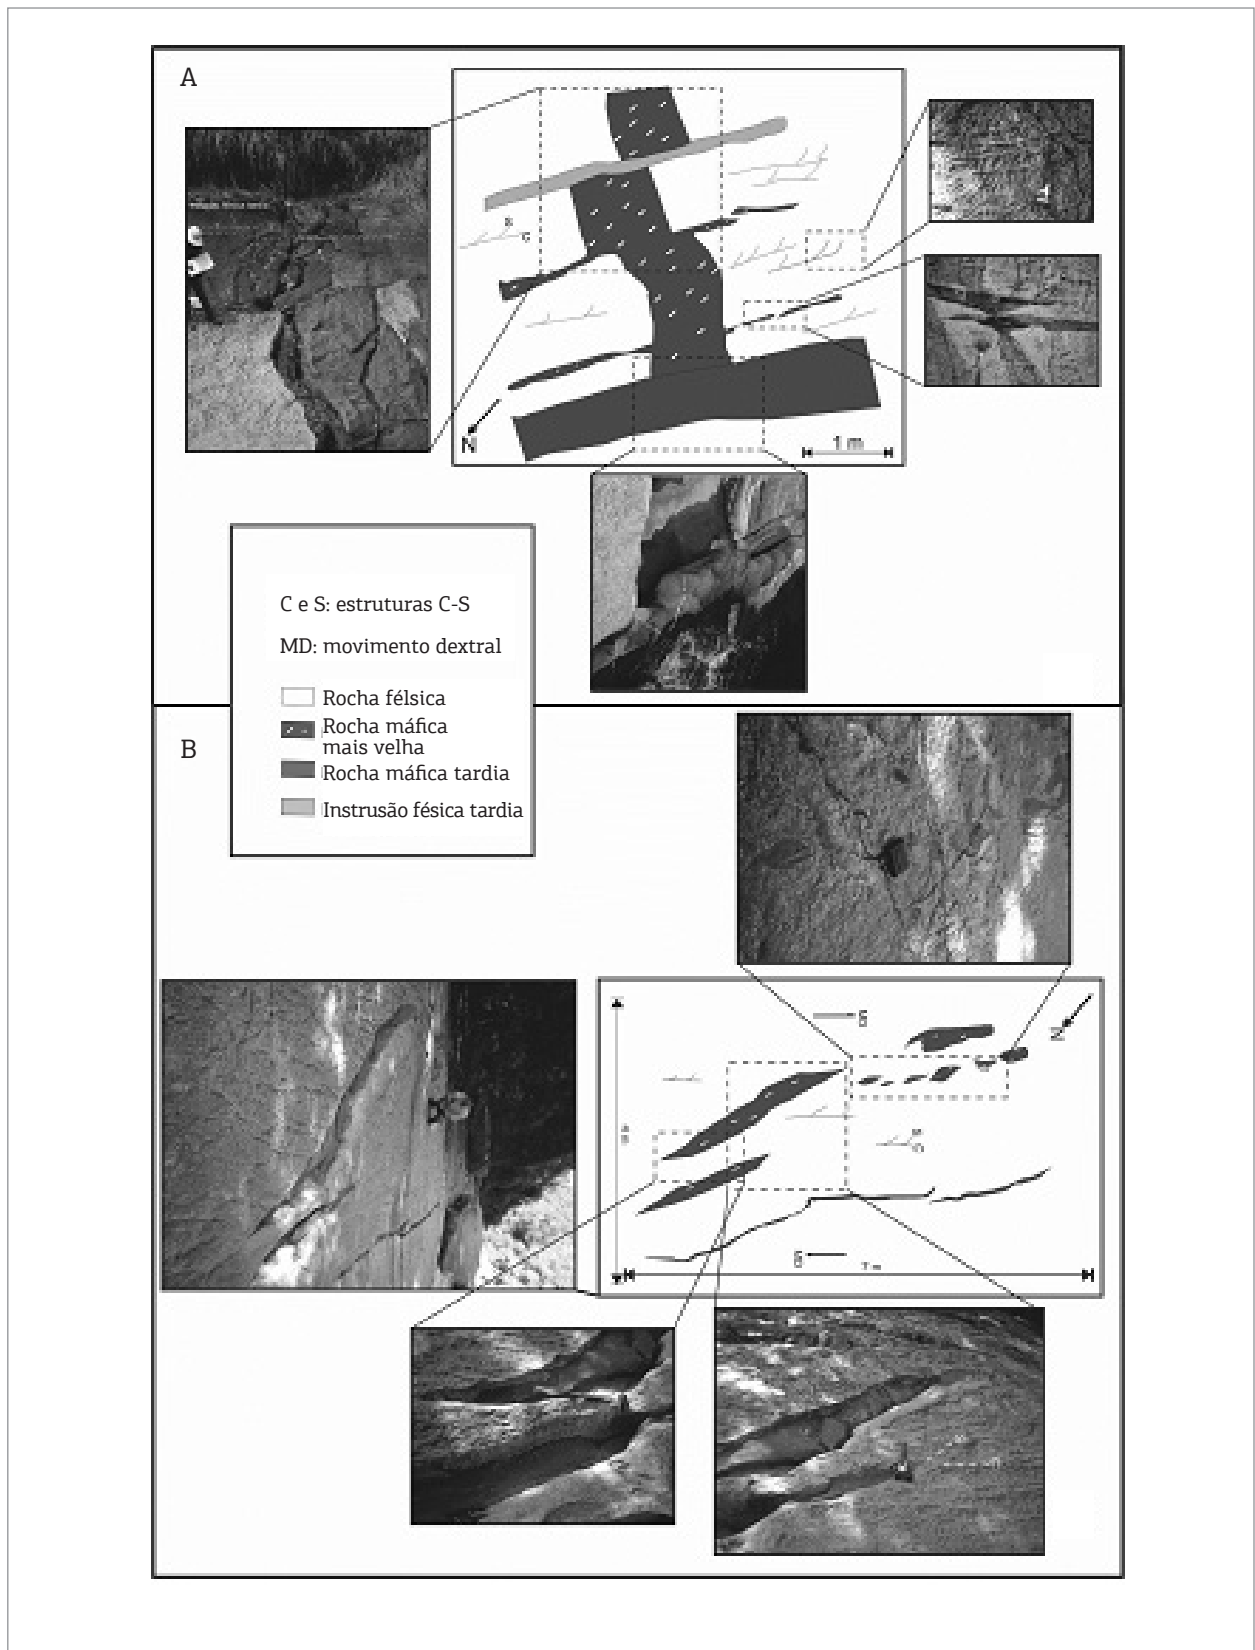 A
S
C
N
1 m
C e S: estruturas C-S
MD: movimento dextral
Rocha félsica
Rocha máfica
mais velha
Rocha máfica tardia
Instrusão fésica tardia
B
N
S
C